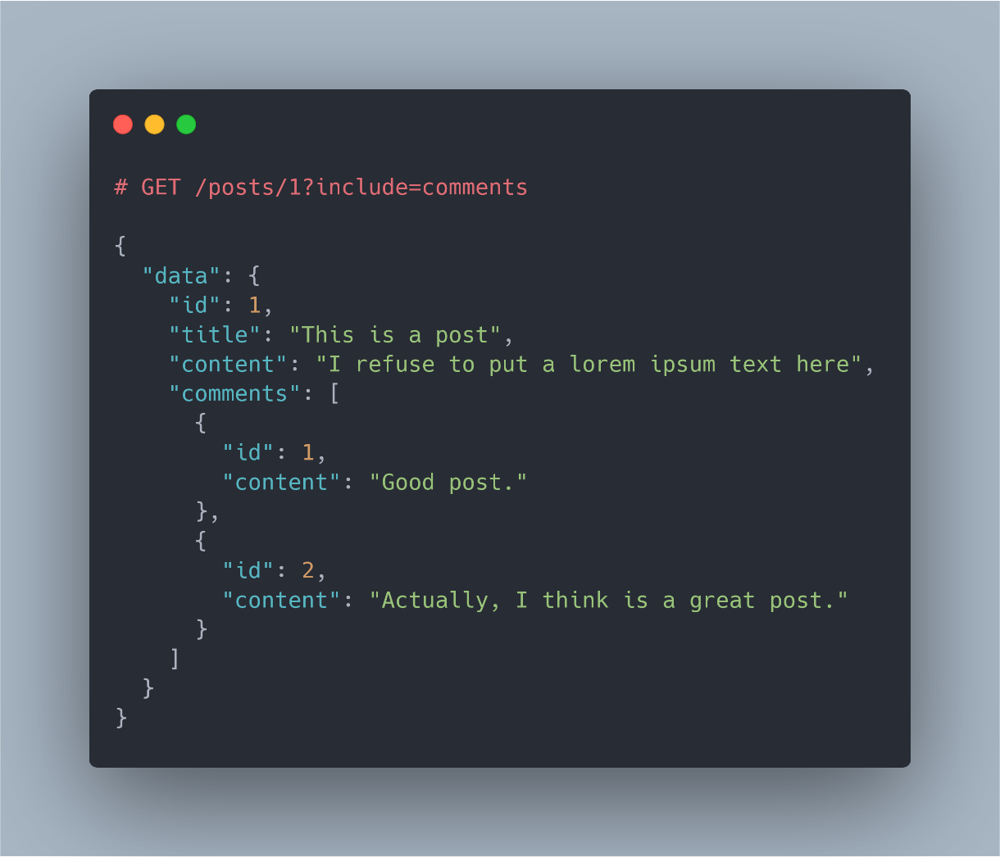 # GET /posts/1?include=comments
{
  "data": {
    "id": 1,
    "title": "This is a post",
    "content": "I refuse to put a lorem ipsum text here",
    "comments": [
      {
        "id": 1,
        "content": "Good post."
      },
      {
        "id": 2,
        "content": "Actually, I think is a great post."
      }
    ]
  }
}